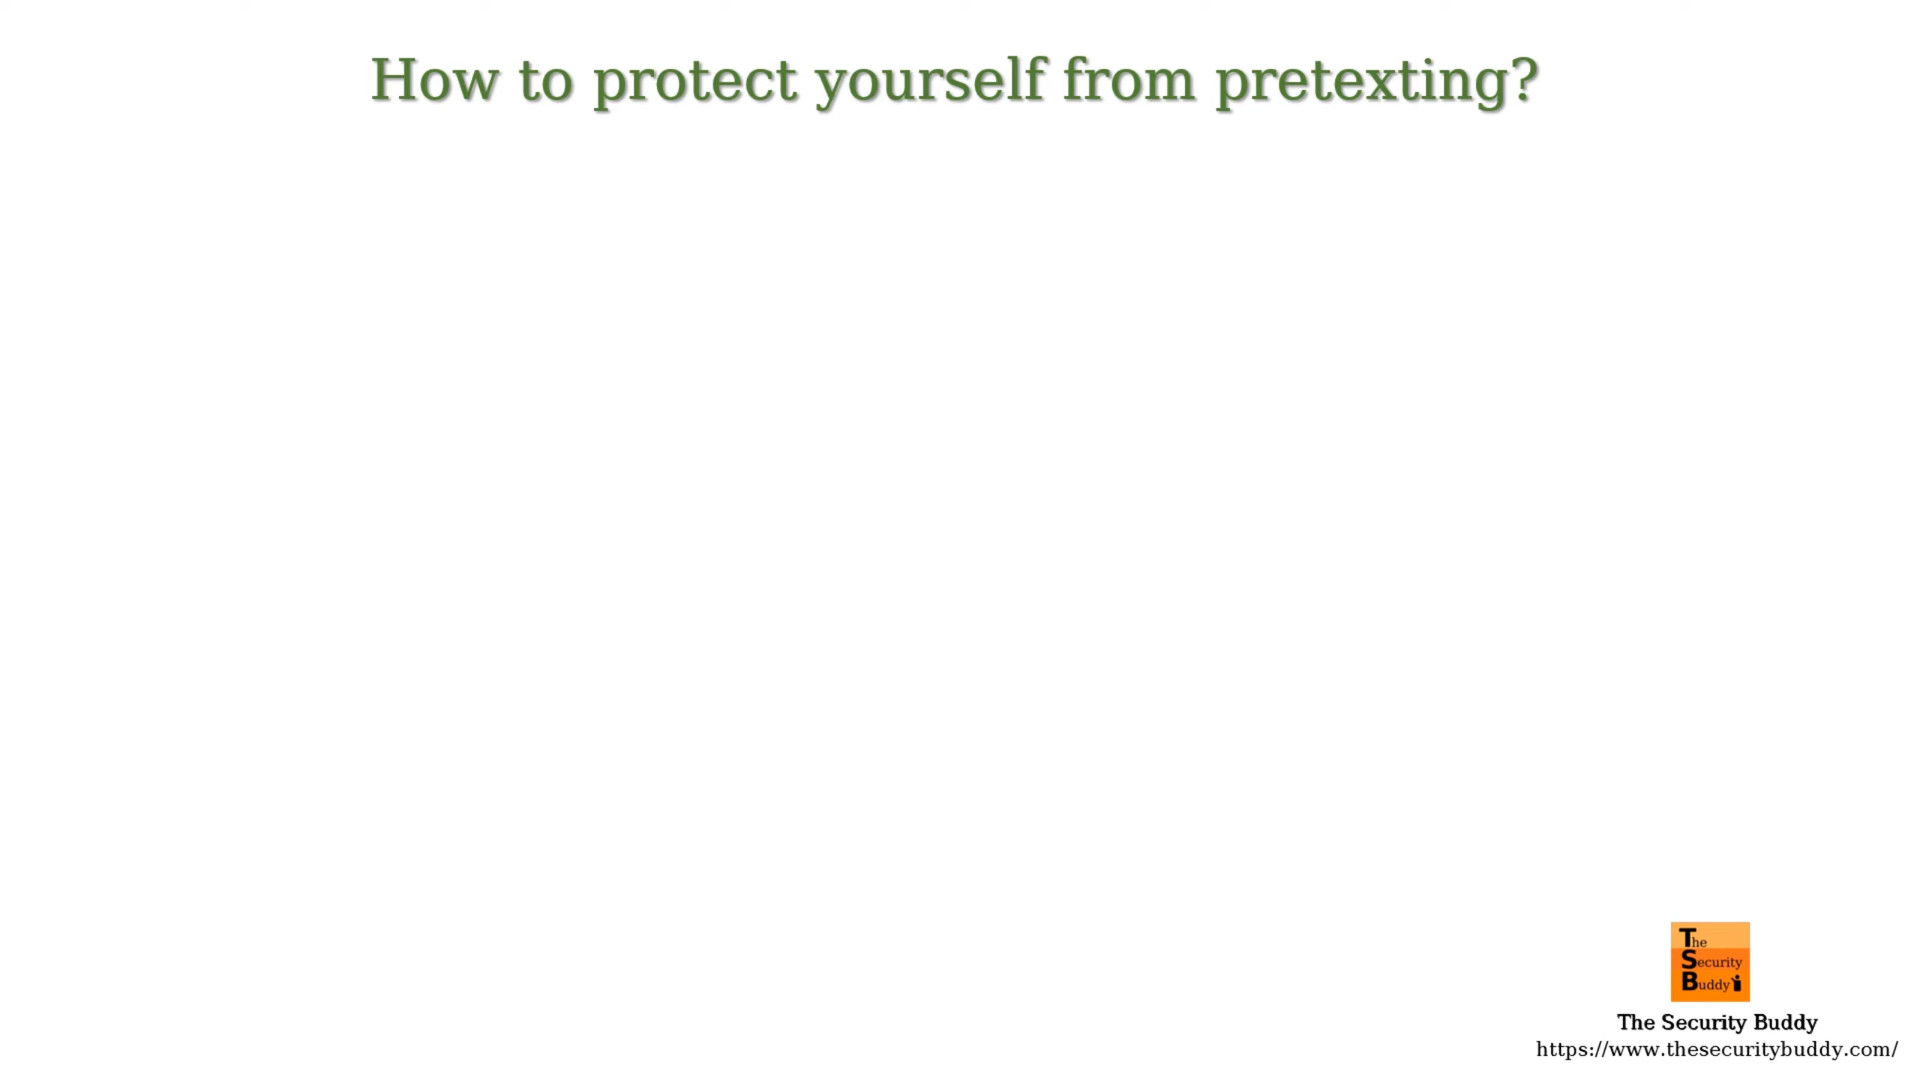 How to protect yourself from pretexting?
The
Security
Buddy
The Security Buddy
https://www.thesecuritybuddy.com/